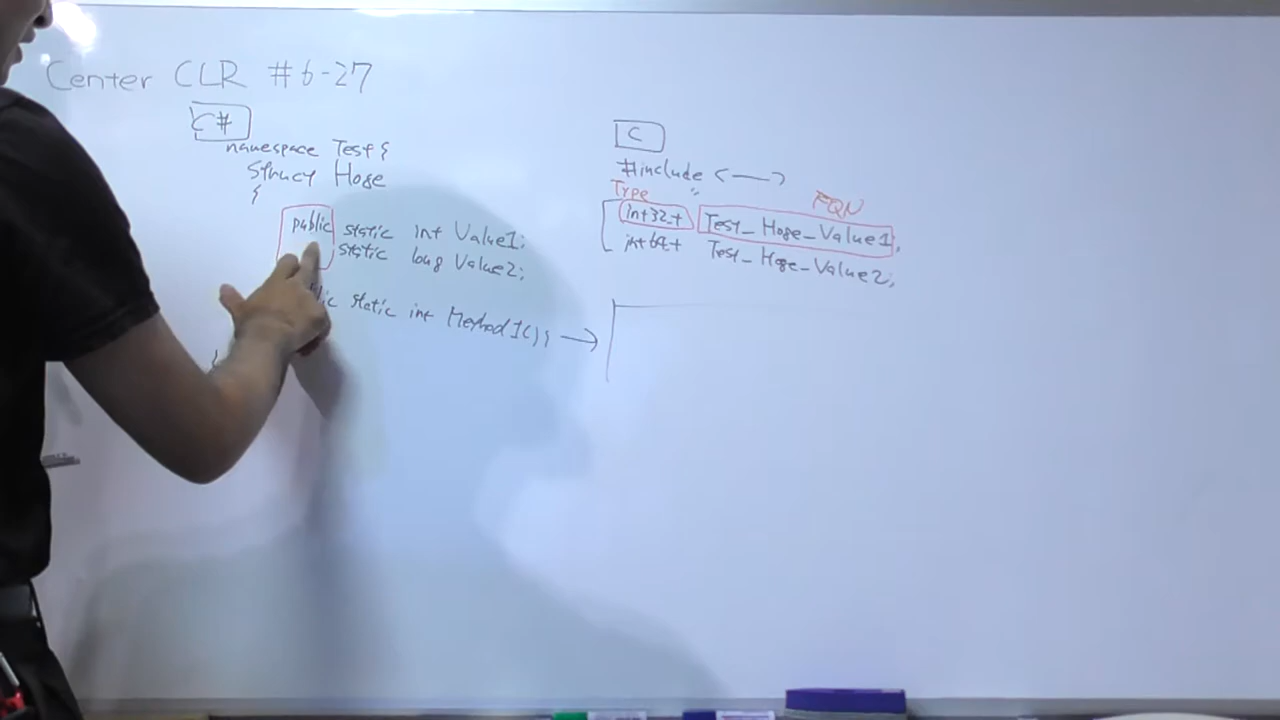 Center CLR #6-27
C#
namespace Test {
struct Hoge
{
public static int Value1;
static long Value2;
static int Method1() {
{
C
#include < >
Type
FQN
int32_t Test_Hoge_Value1;
int64_t Test_Hoge_Value2;